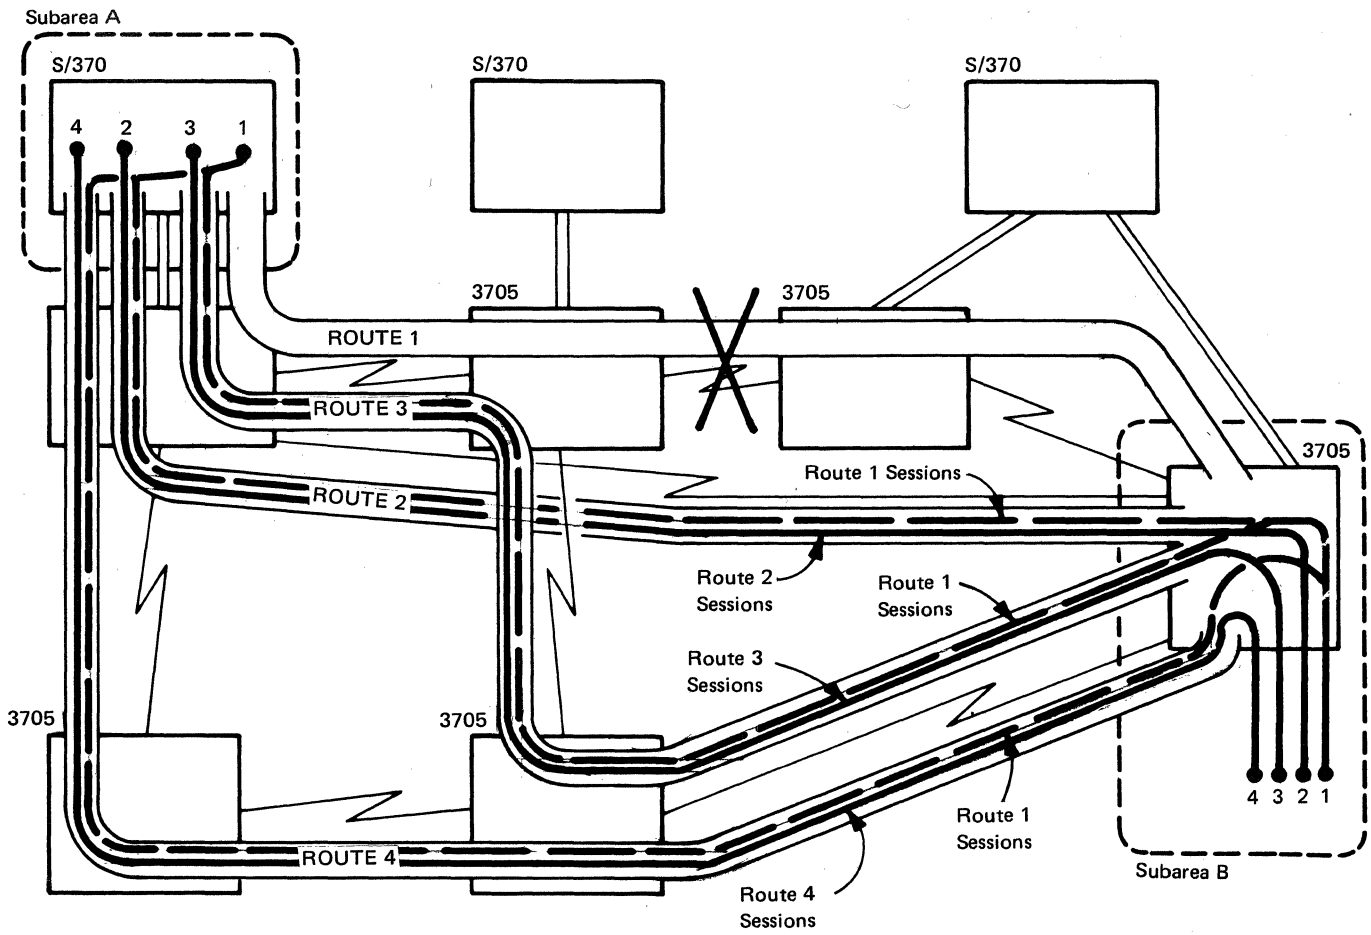 Subarea A
S/370
S/370
S/370
4 2 3 1
3705
3705
ROUTE 1
ROUTE 3
3705
Route 1 Sessions
ROUTE 2
Route 2
Sessions
Route 1
Sessions
Route 3
Sessions
3705
3705
4 3 2 1
Route 1
Sessions
ROUTE 4
Subarea B
Route 4
Sessions